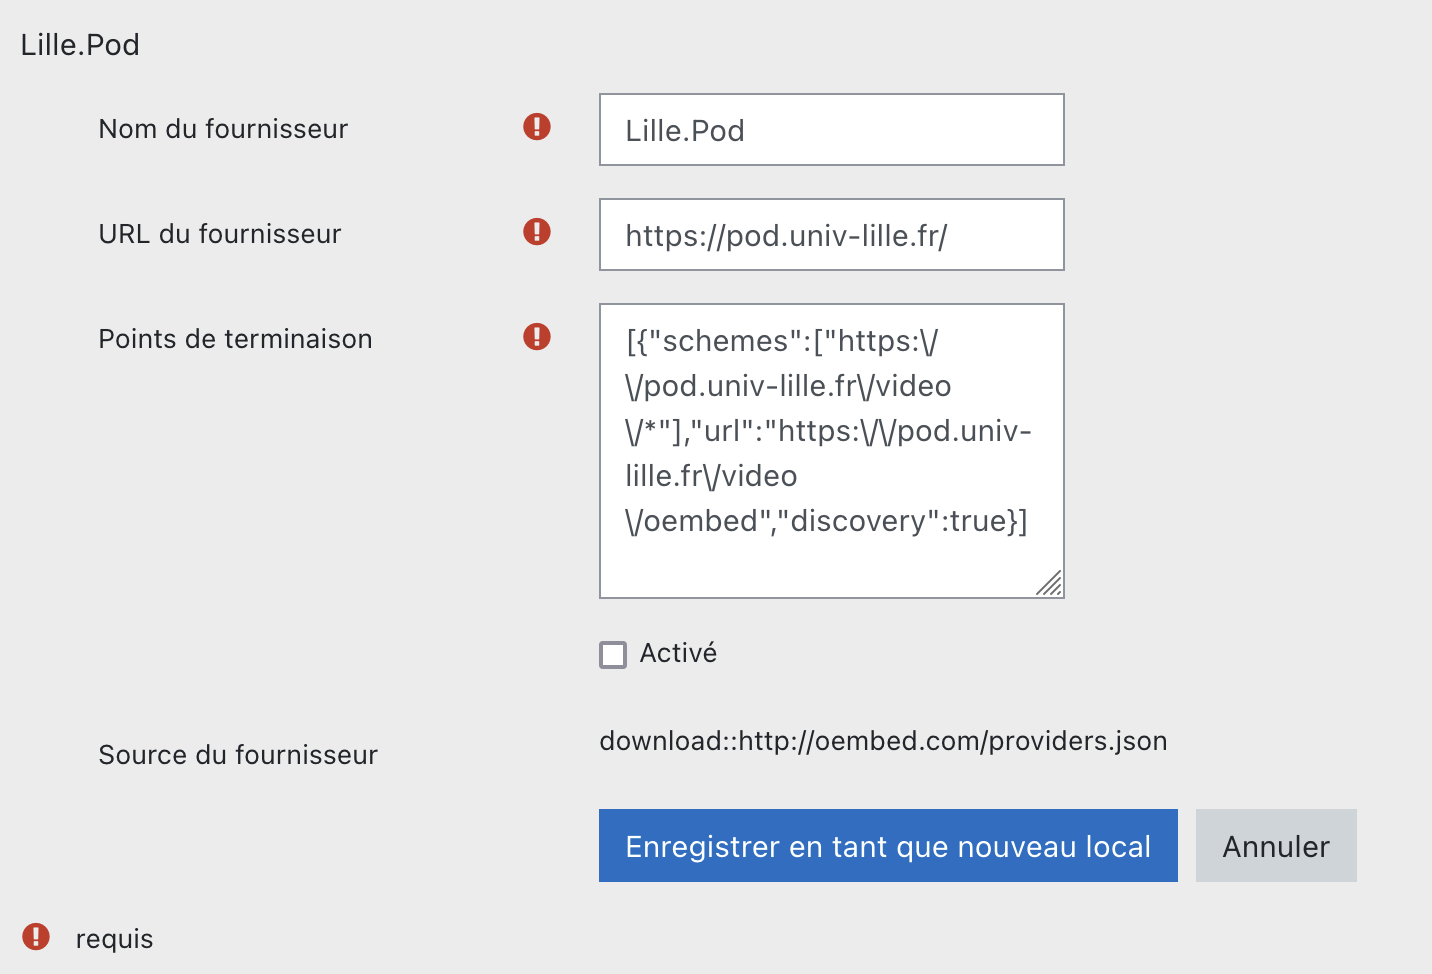 Lille.Pod
Nom du fournisseur
Lille.Pod
URL du fournisseur
https://pod.univ-lille.fr/
Points de terminaison
[{"schemes":["https:\/
\/pod.univ-lille.fr\/video
\/*"],"url":"https:\/\/pod.univ-
lille.fr\/video
\/oembed","discovery":true}]
Activé
Source du fournisseur
download::http://oembed.com/providers.json
Enregistrer en tant que nouveau local
Annuler
requis